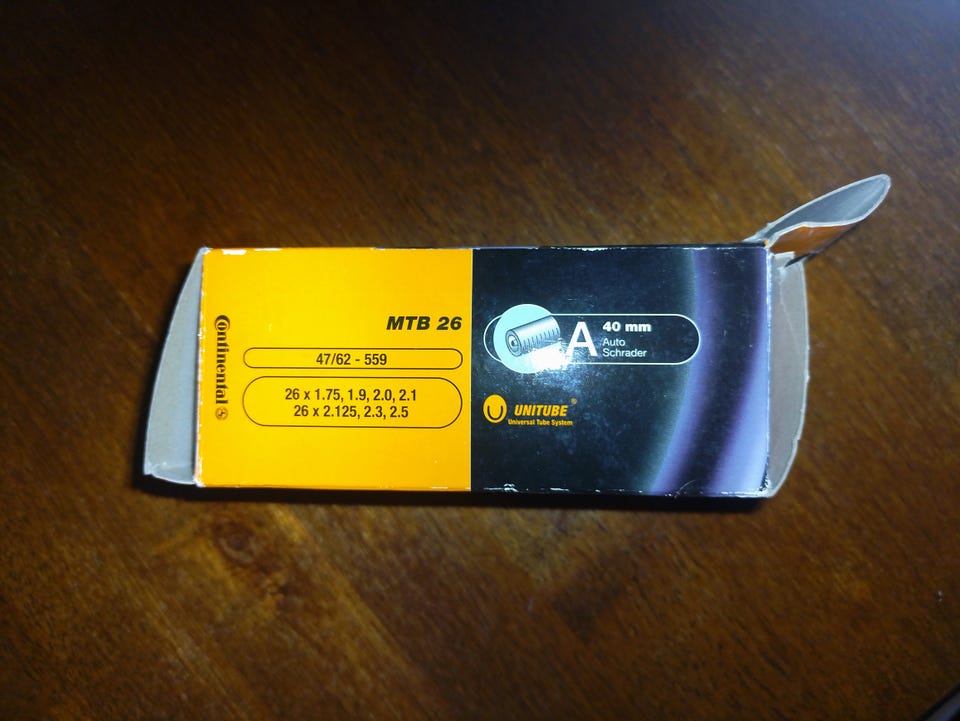 Continental
MTB 26
47/62 - 559
26 x 1.75, 1.9, 2.0, 2.1
26 x 2.125, 2.3, 2.5
A
40 mm
Auto
Schrader
UNITUBE®
Universal Tube System